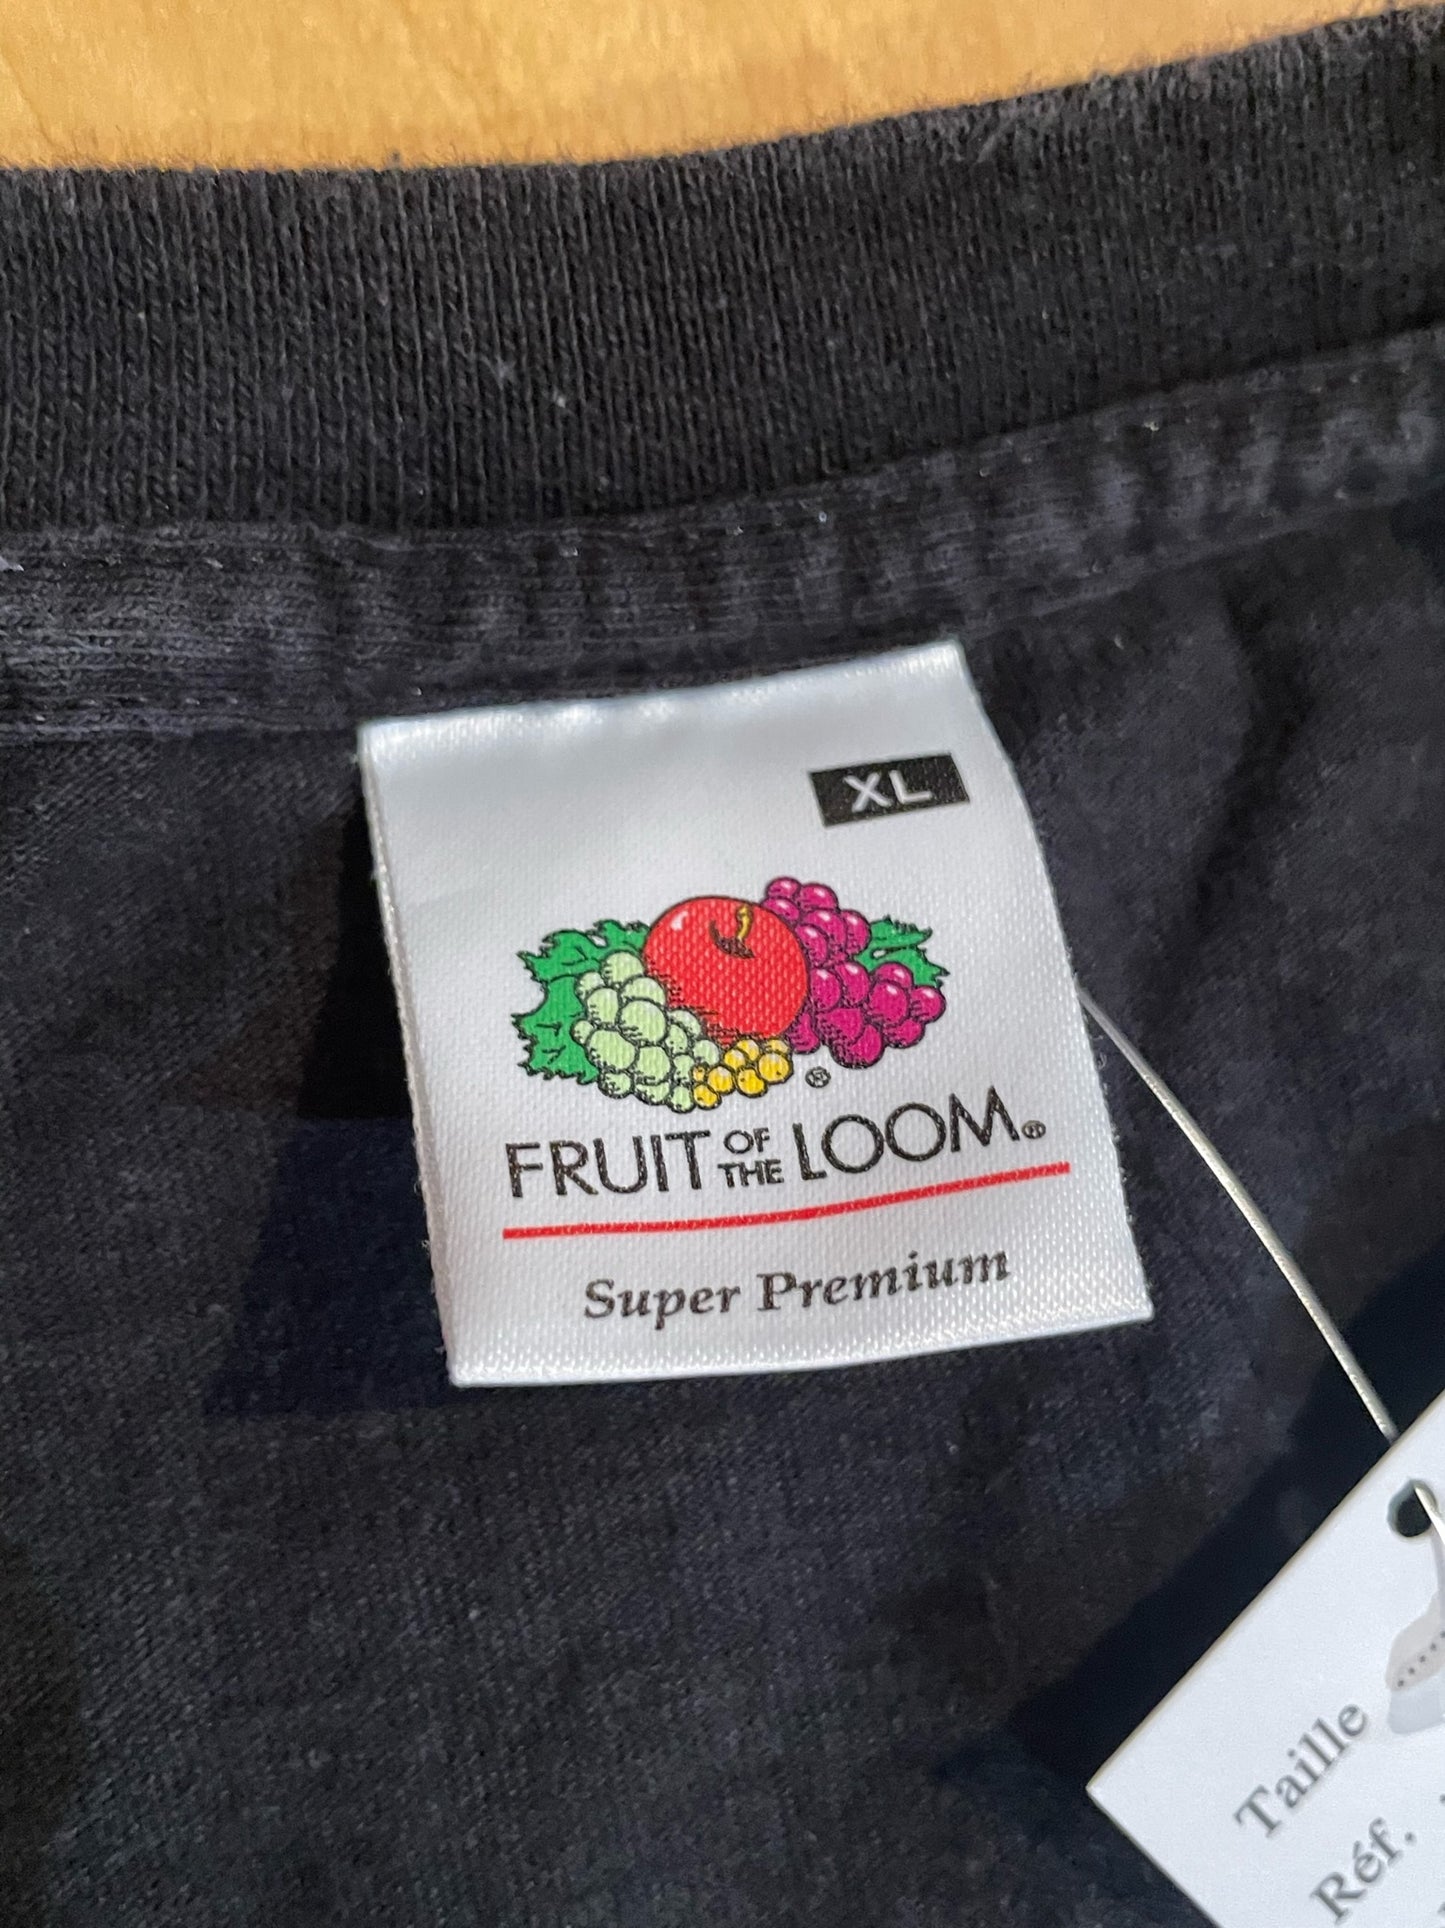 XL
®
FRUIT OF THE LOOM®
Super Premium
Taille
Réf.